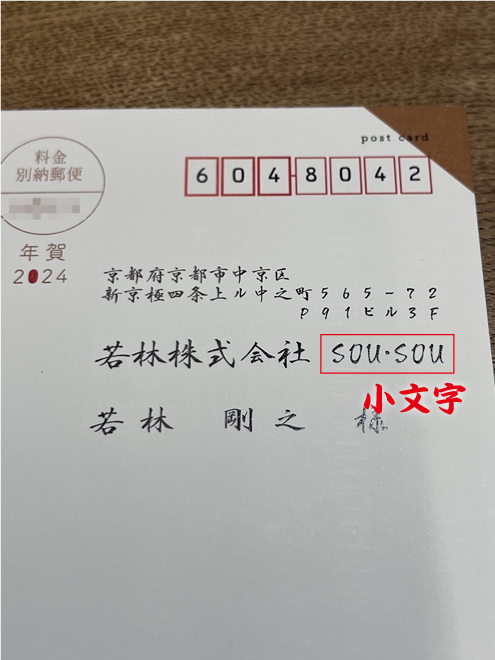 post card
料金
別納郵便
6048042
年賀
2024
京都府京都市中京区
新京極四条上ル中之町565-72
P91ビル3F
若林株式会社 SOU・SOU
小文字
若林 剛之 様